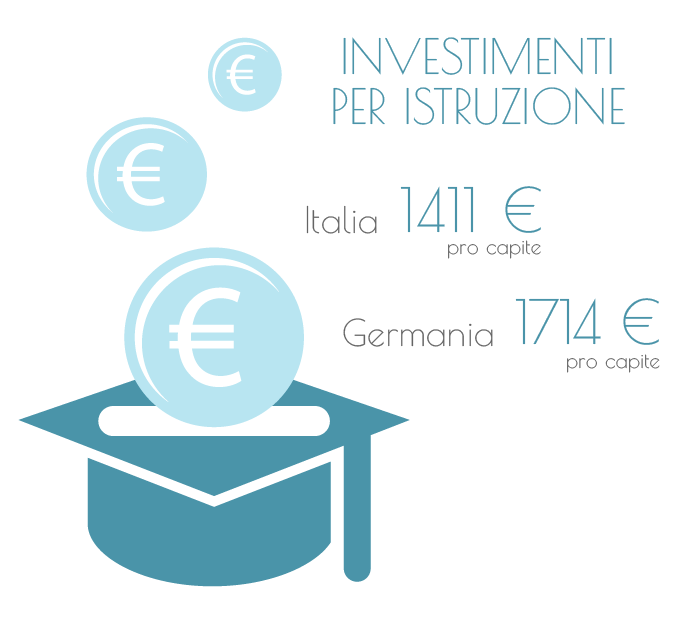 INVESTIMENTI
PER ISTRUZIONE
Italia 1411 €
pro capite
Germania 1714 €
pro capite
€
€
€